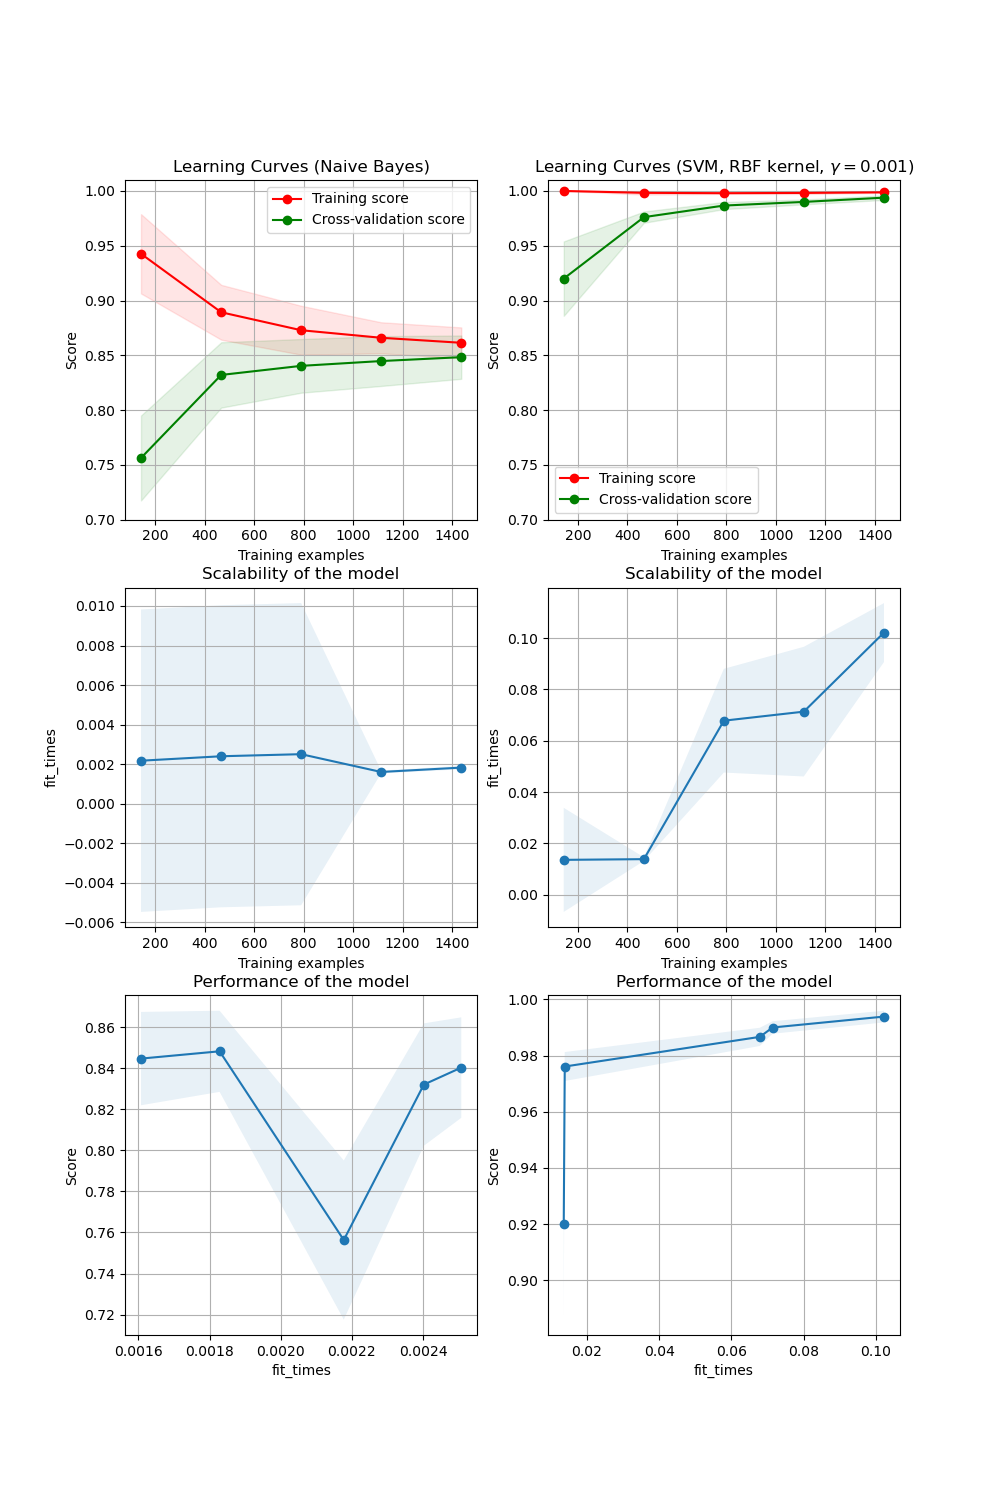 Learning Curves (Naive Bayes)
Score
1.00
0.95
0.90
0.85
0.80
0.75
0.70
Training score
Cross-validation score
200 400 600 800 1000 1200 1400
Training examples
Learning Curves (SVM, RBF kernel, γ = 0.001)
Score
1.00
0.95
0.90
0.85
0.80
0.75
0.70
Training score
Cross-validation score
200 400 600 800 1000 1200 1400
Training examples
Scalability of the model
fit_times
0.010
0.008
0.006
0.004
0.002
0.000
−0.002
−0.004
−0.006
200 400 600 800 1000 1200 1400
Training examples
Scalability of the model
fit_times
0.10
0.08
0.06
0.04
0.02
0.00
200 400 600 800 1000 1200 1400
Training examples
Performance of the model
Score
0.86
0.84
0.82
0.80
0.78
0.76
0.74
0.72
0.0016 0.0018 0.0020 0.0022 0.0024
fit_times
Performance of the model
Score
1.00
0.98
0.96
0.94
0.92
0.90
0.02 0.04 0.06 0.08 0.10
fit_times